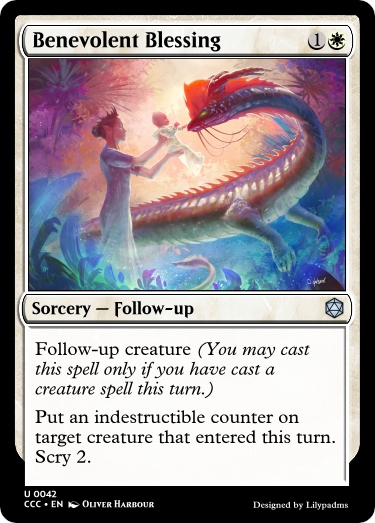 Benevolent Blessing
1
Sorcery — Follow-up
Follow-up creature (You may cast
this spell only if you have cast a
creature spell this turn.)
Put an indestructible counter on
target creature that entered this turn.
Scry 2.
U 0042
CCC • EN Oliver Harbour
Designed by Lilypadms